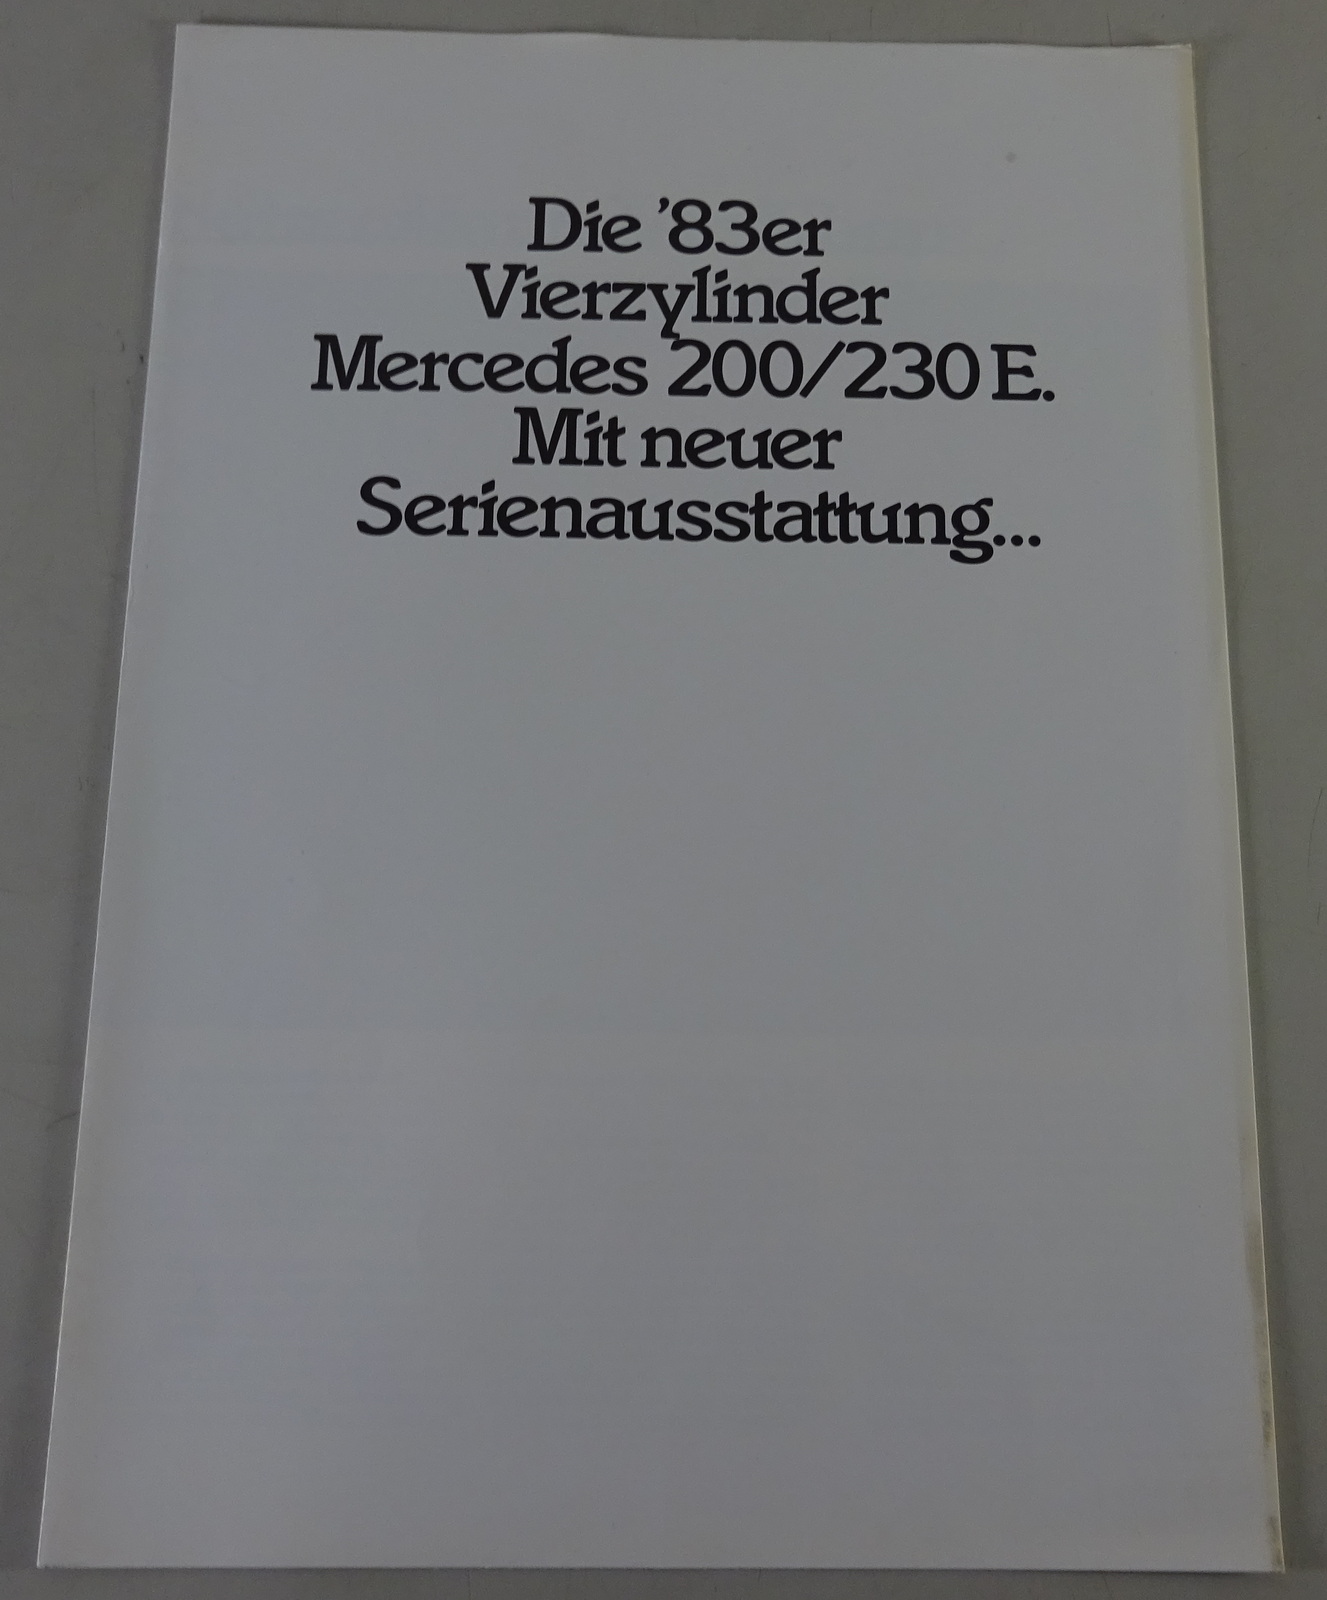 Die '83er
Vierzylinder
Mercedes 200/230 E.
Mit neuer
Serienausstattung...